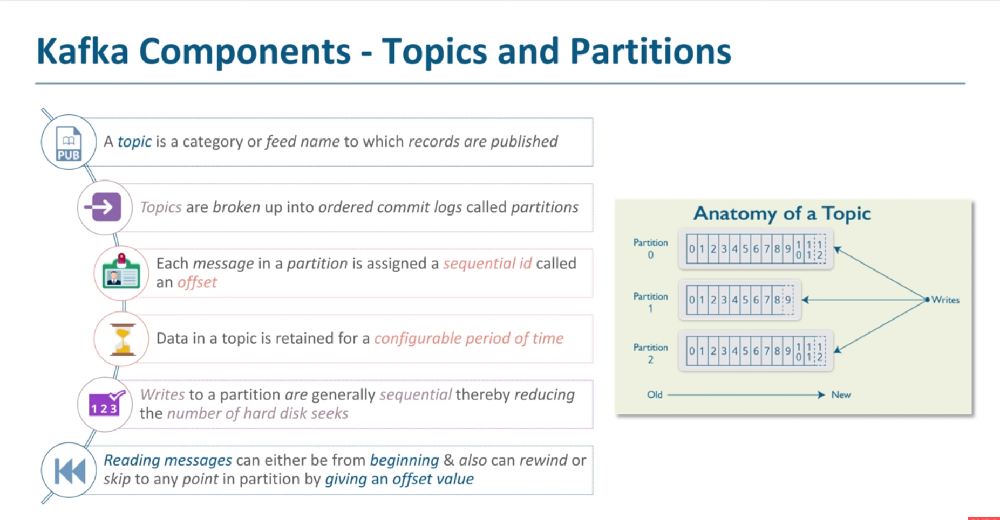 Kafka Components - Topics and Partitions
PUB
A topic is a category or feed name to which records are published
Topics are broken up into ordered commit logs called partitions
Each message in a partition is assigned a sequential id called
an offset
Data in a topic is retained for a configurable period of time
1 2 3
Writes to a partition are generally sequential thereby reducing
the number of hard disk seeks
Reading messages can either be from beginning & also can rewind or
skip to any point in partition by giving an offset value
Anatomy of a Topic
Partition
0
0 1 2 3 4 5 6 7 8 9 10 11 12
Partition
1
0 1 2 3 4 5 6 7 8 9
Writes
Partition
2
0 1 2 3 4 5 6 7 8 9 10 11 12
Old
New